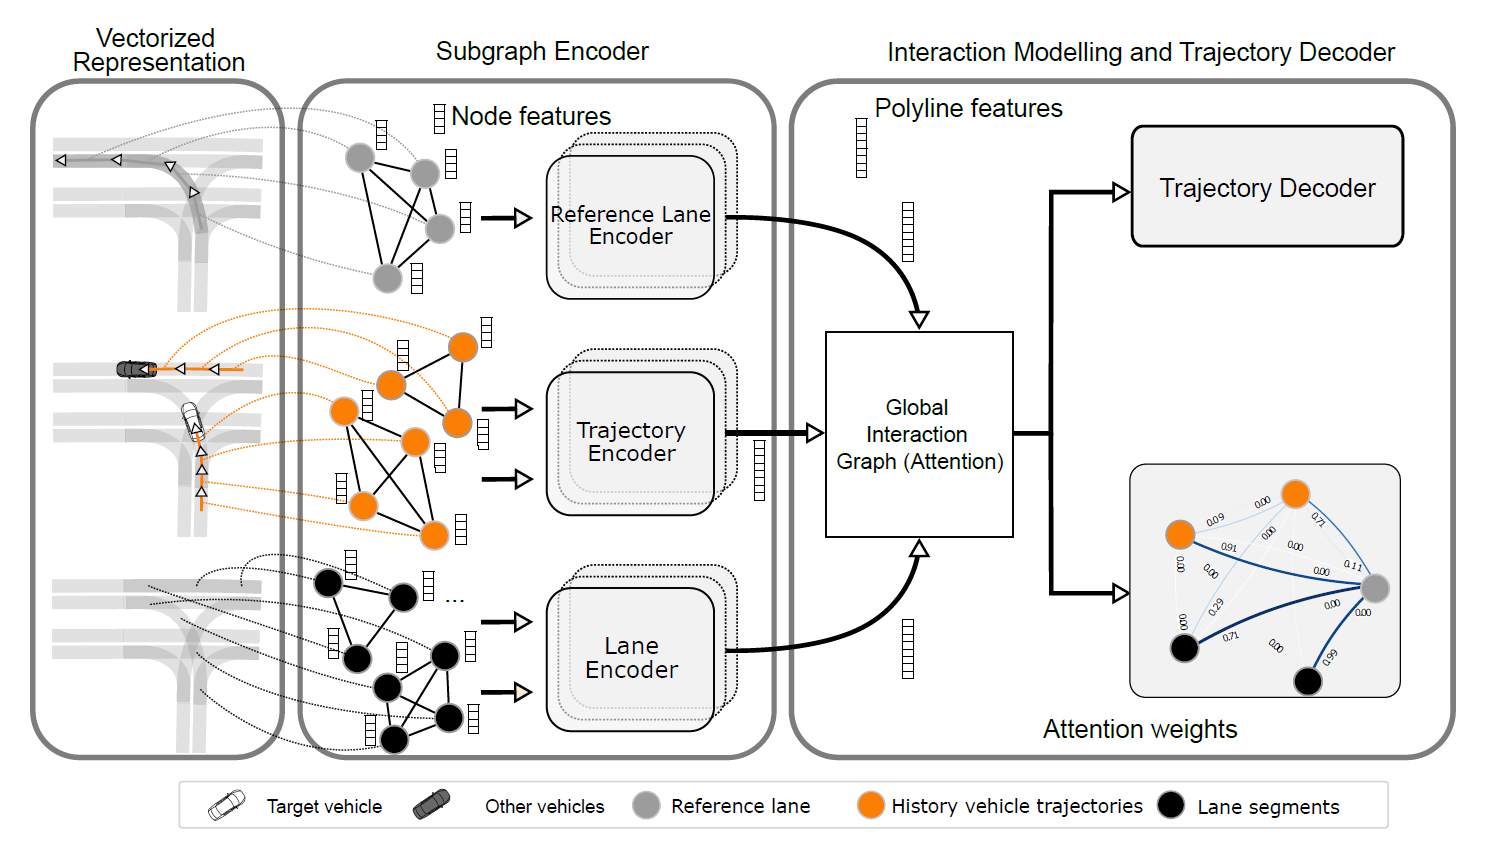 Vectorized
Representation
Subgraph Encoder
Interaction Modelling and Trajectory Decoder
Node features
Polyline features
Reference Lane
Encoder
Trajectory Decoder
Trajectory
Encoder
Global
Interaction
Graph (Attention)
...
Lane
Encoder
0.09
0.00
0.71
0.00
0.00
0.91
0.11
0.00
0.00
0.00
0.29
0.00
0.00
0.00
0.71
0.00
0.99
Attention weights
Target vehicle
Other vehicles
Reference lane
History vehicle trajectories
Lane segments